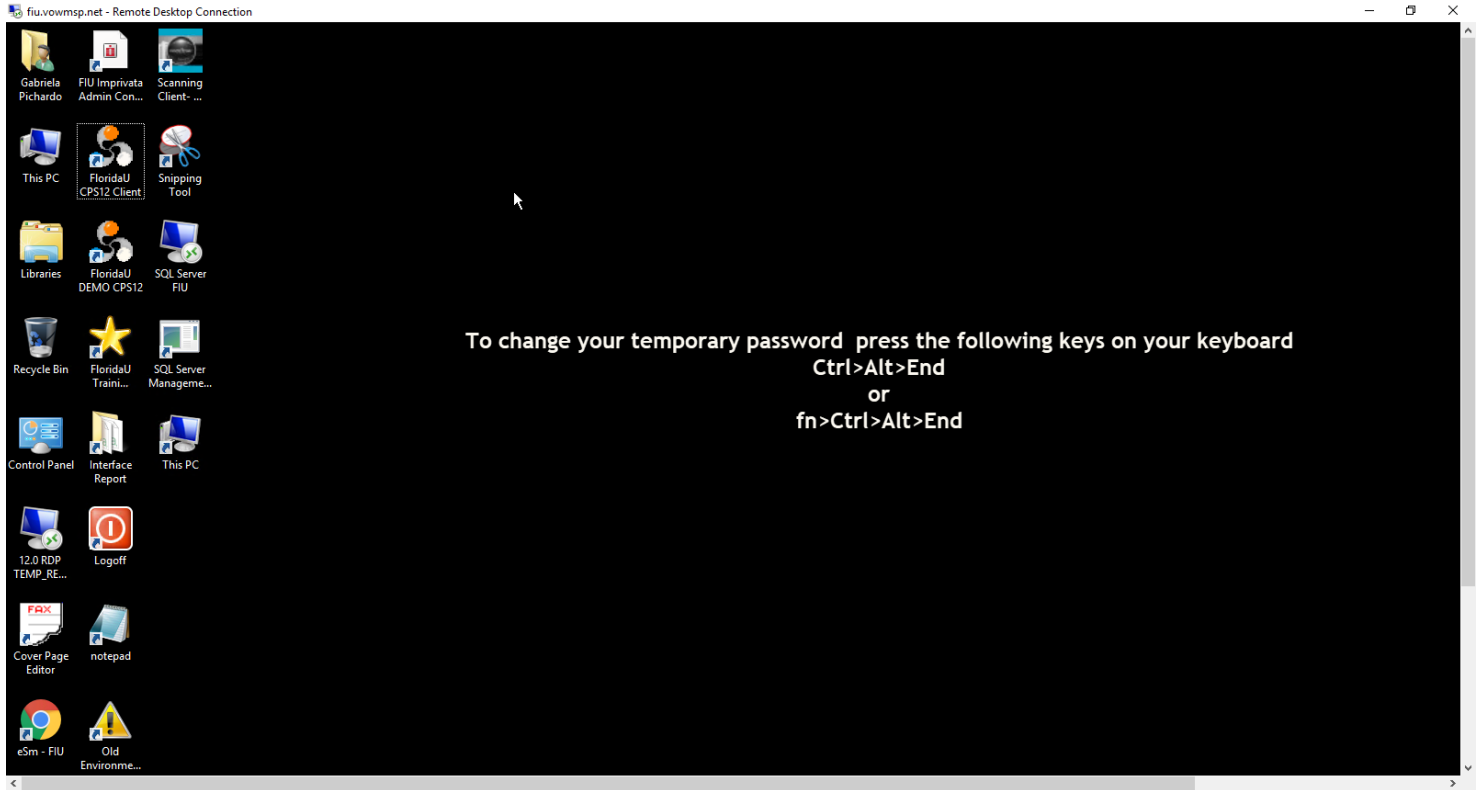 fiu.vowmsp.net - Remote Desktop Connection
Gabriela
Pichardo
FIU Imprivata
Admin Con...
Scanning
Client- ...
This PC
FloridaU
CPS12 Client
Snipping
Tool
Libraries
FloridaU
DEMO CPS12
SQL Server
FIU
Recycle Bin
FloridaU
Traini...
SQL Server
Manageme...
Control Panel
Interface
Report
This PC
12.0 RDP
TEMP_RE...
Logoff
FAX
Cover Page
Editor
notepad
eSm - FIU
Old
Environme...
To change your temporary password  press the following keys on your keyboard
Ctrl>Alt>End
or
fn>Ctrl>Alt>End